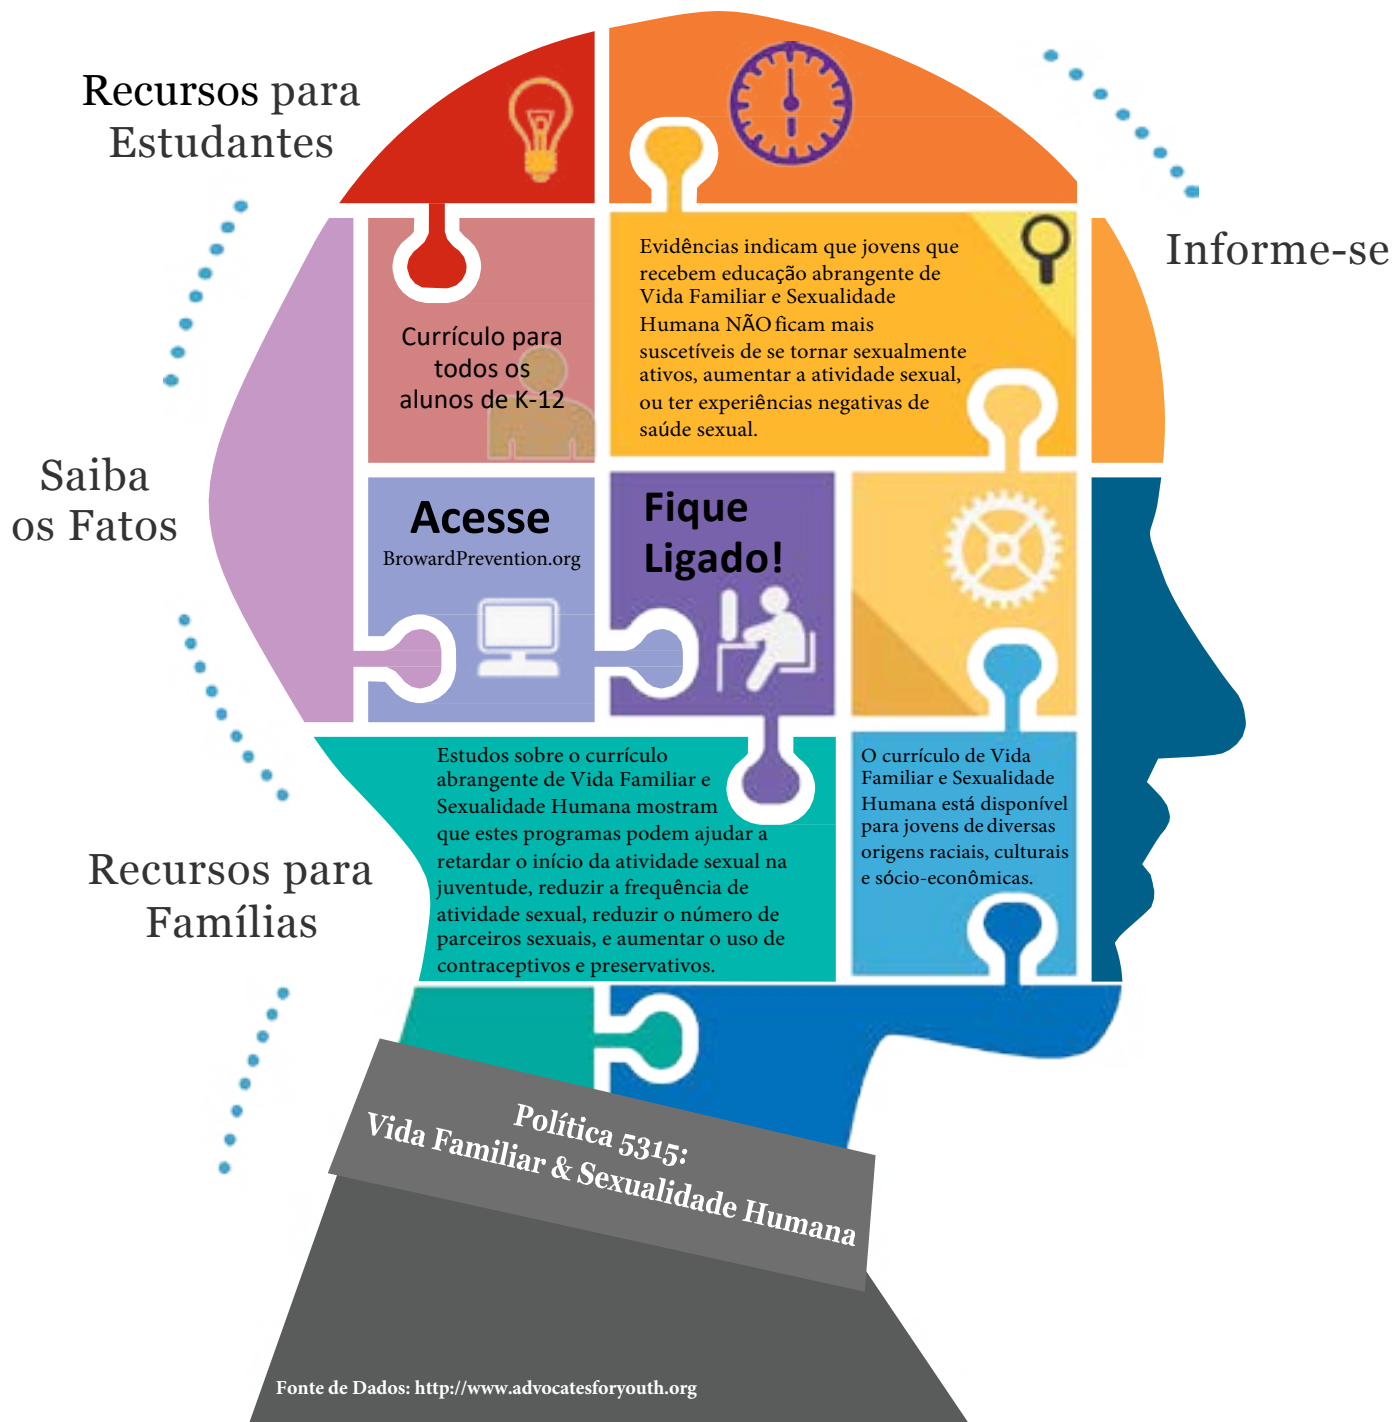 Recursos para
Estudantes
Informe-se
Evidências indicam que jovens que
recebem educação abrangente de
Vida Familiar e Sexualidade
Humana NÃO ficam mais
suscetíveis de se tornar sexualmente
ativos, aumentar a atividade sexual,
ou ter experiências negativas de
saúde sexual.
Currículo para
todos os
alunos de K-12
Saiba
os Fatos
Acesse
BrowardPrevention.org
Fique
Ligado!
Estudos sobre o currículo
abrangente de Vida Familiar e
Sexualidade Humana mostram
que estes programas podem ajudar a
retardar o início da atividade sexual na
juventude, reduzir a frequência de
atividade sexual, reduzir o número de
parceiros sexuais, e aumentar o uso de
contraceptivos e preservativos.
O currículo de Vida
Familiar e Sexualidade
Humana está disponível
para jovens de diversas
origens raciais, culturais
e sócio-econômicas.
Recursos para
Famílias
Política 5315:
Vida Familiar & Sexualidade Humana
Fonte de Dados: http://www.advocatesforyouth.org